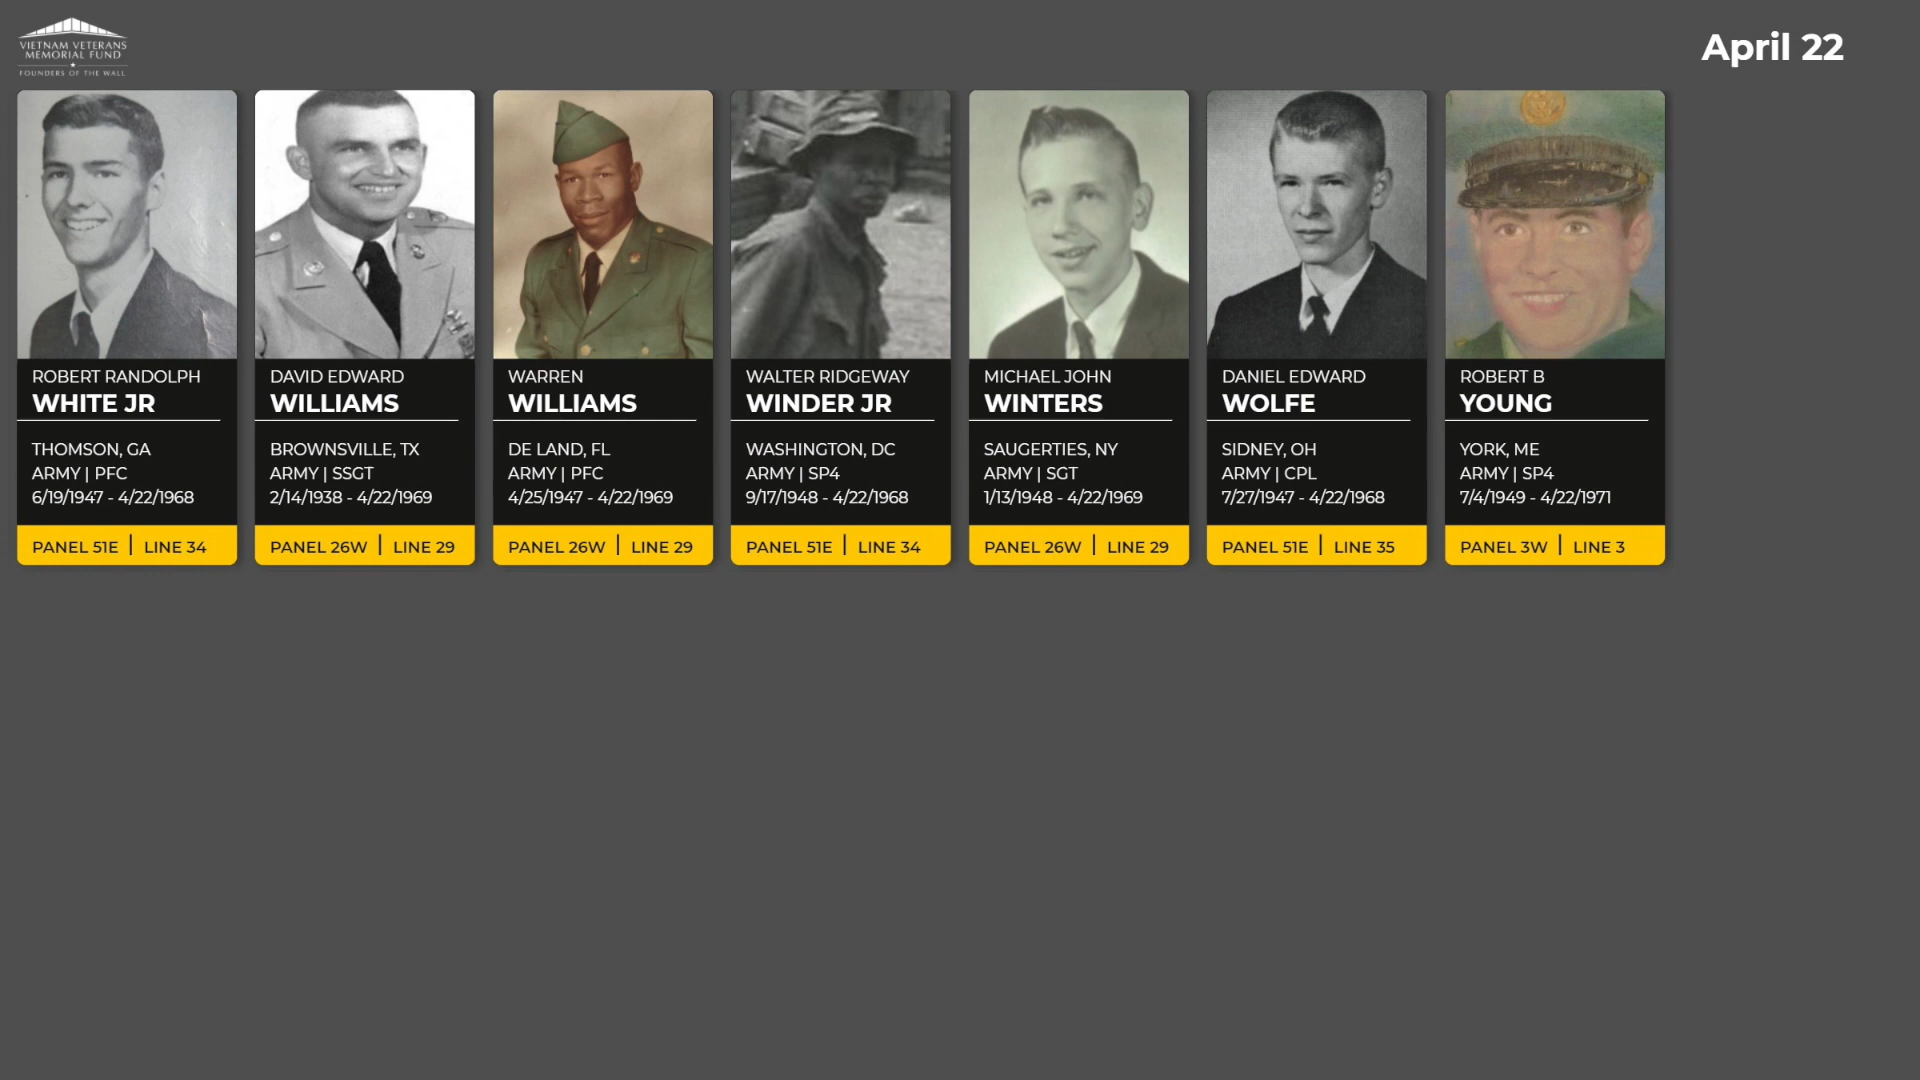 VIETNAM VETERANS
MEMORIAL FUND
FOUNDERS OF THE WALL
April 22
ROBERT RANDOLPH
WHITE JR
THOMSON, GA
ARMY | PFC
6/19/1947 - 4/22/1968
PANEL 51E | LINE 34
DAVID EDWARD
WILLIAMS
BROWNSVILLE, TX
ARMY | SSGT
2/14/1938 - 4/22/1969
PANEL 26W | LINE 29
WARREN
WILLIAMS
DE LAND, FL
ARMY | PFC
4/25/1947 - 4/22/1969
PANEL 26W | LINE 29
WALTER RIDGEWAY
WINDER JR
WASHINGTON, DC
ARMY | SP4
9/17/1948 - 4/22/1968
PANEL 51E | LINE 34
MICHAEL JOHN
WINTERS
SAUGERTIES, NY
ARMY | SGT
1/13/1948 - 4/22/1969
PANEL 26W | LINE 29
DANIEL EDWARD
WOLFE
SIDNEY, OH
ARMY | CPL
7/27/1947 - 4/22/1968
PANEL 51E | LINE 35
ROBERT B
YOUNG
YORK, ME
ARMY | SP4
7/4/1949 - 4/22/1971
PANEL 3W | LINE 3